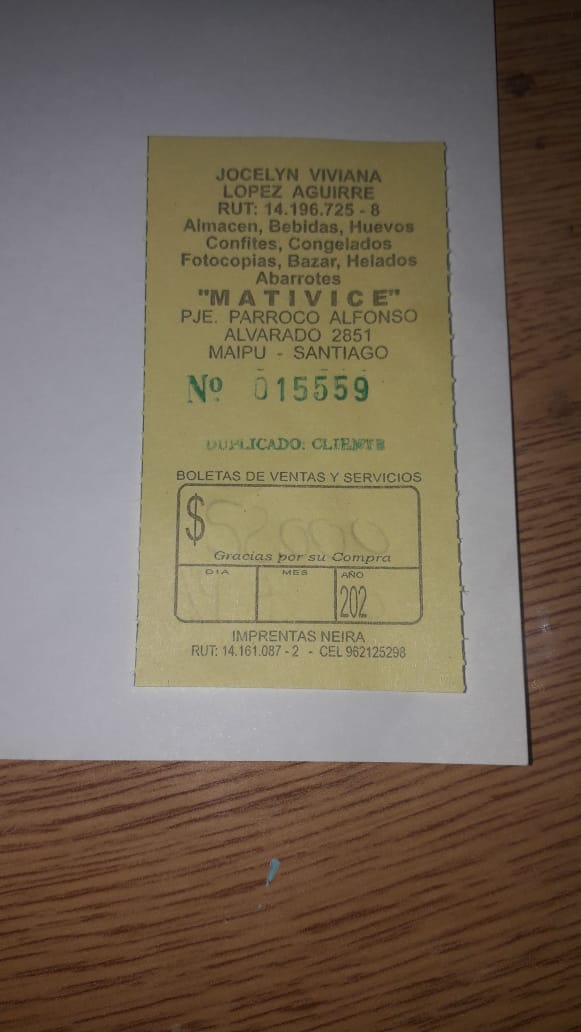 JOCELYN VIVIANA
LOPEZ AGUIRRE
RUT: 14.196.725 - 8
Almacen, Bebidas, Huevos
Confites, Congelados
Fotocopias, Bazar, Helados
Abarrotes
"MATIVICE"
PJE. PARROCO ALFONSO
ALVARADO 2851
MAIPU - SANTIAGO
Nº 015559
DUPLICADO: CLIENTE
BOLETAS DE VENTAS Y SERVICIOS
$
Gracias por su Compra
DIA MES AÑO
202
IMPRENTAS NEIRA
RUT: 14.161.087 - 2 - CEL 962125298